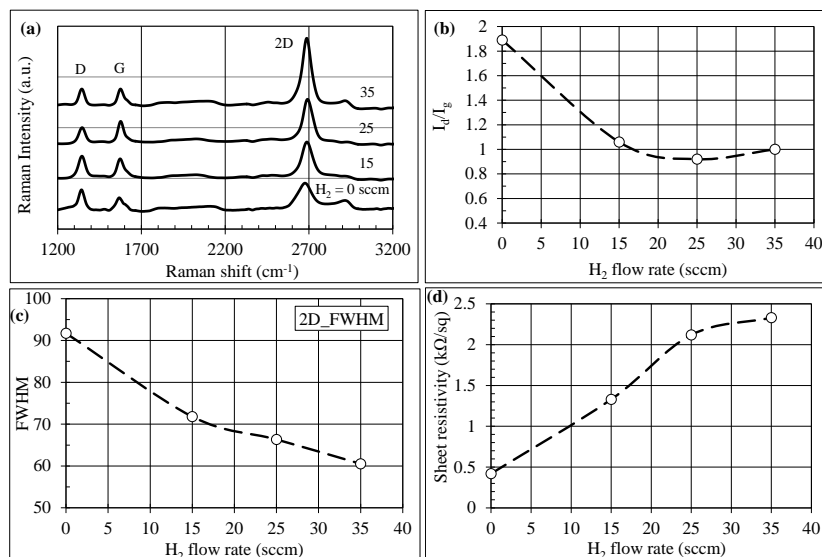 (a)
2D
D G
35
25
15
H₂ = 0 sccm
Raman Intensity (a.u.)
1200 1700 2200 2700 3200
Raman shift (cm⁻¹)
(b)
2
1.8
1.6
1.4
1.2
1
0.8
0.6
0.4
I_d/I_g
0 5 10 15 20 25 30 35 40
H₂ flow rate (sccm)
(c)
2D_FWHM
100
90
80
70
60
50
FWHM
0 5 10 15 20 25 30 35 40
H₂ flow rate (sccm)
(d)
2.5
2
1.5
1
0.5
0
Sheet resistivity (kΩ/sq)
0 5 10 15 20 25 30 35 40
H₂ flow rate (sccm)